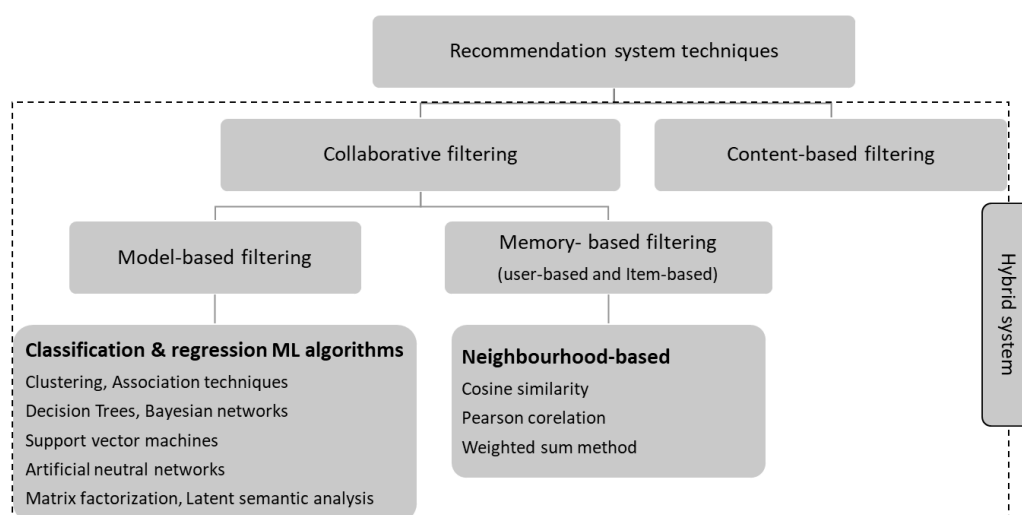 Recommendation system techniques
Collaborative filtering
Content-based filtering
Model-based filtering
Memory- based filtering
(user-based and Item-based)
Hybrid system
Classification & regression ML algorithms
Clustering, Association techniques
Decision Trees, Bayesian networks
Support vector machines
Artificial neutral networks
Matrix factorization, Latent semantic analysis
Neighbourhood-based
Cosine similarity
Pearson corelation
Weighted sum method